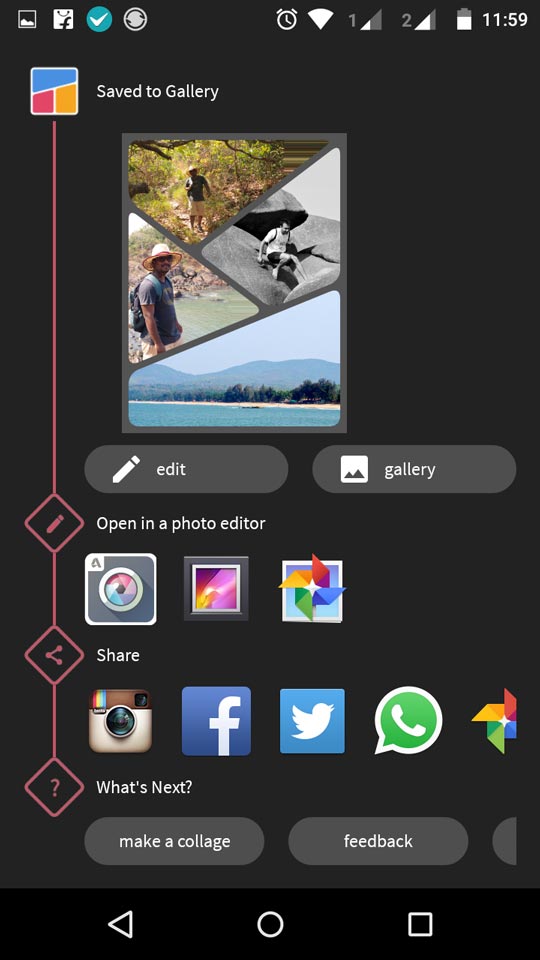 1
2
11:59
Saved to Gallery
edit
gallery
Open in a photo editor
A
Share
f
?
What's Next?
make a collage
feedback